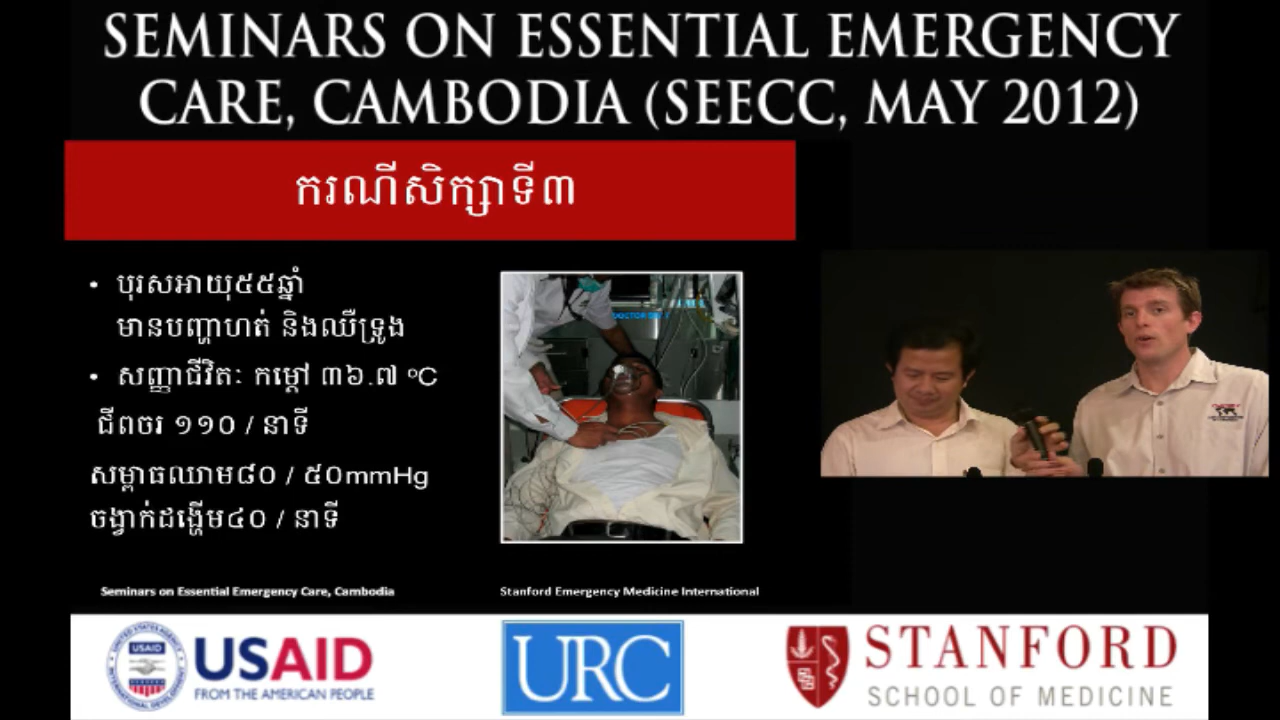 SEMINARS ON ESSENTIAL EMERGENCY
CARE, CAMBODIA (SEECC, MAY 2012)
ករណីសិក្សាទី៣
• បុរសអាយុ៥៥ឆ្នាំ
មានបញ្ហាហត់ និងឈឺទ្រូង
• សញ្ញាជីវិត: កម្តៅ ៣៦.៧ °C
ជីពចរ ១១០ / នាទី
សម្ពាធឈាម៨០ / ៥០mmHg
ចង្វាក់ដង្ហើម៤០ / នាទី
Seminars on Essential Emergency Care, Cambodia
Stanford Emergency Medicine International
USAID
USAID
FROM THE AMERICAN PEOPLE
URC
STANFORD
SCHOOL OF MEDICINE